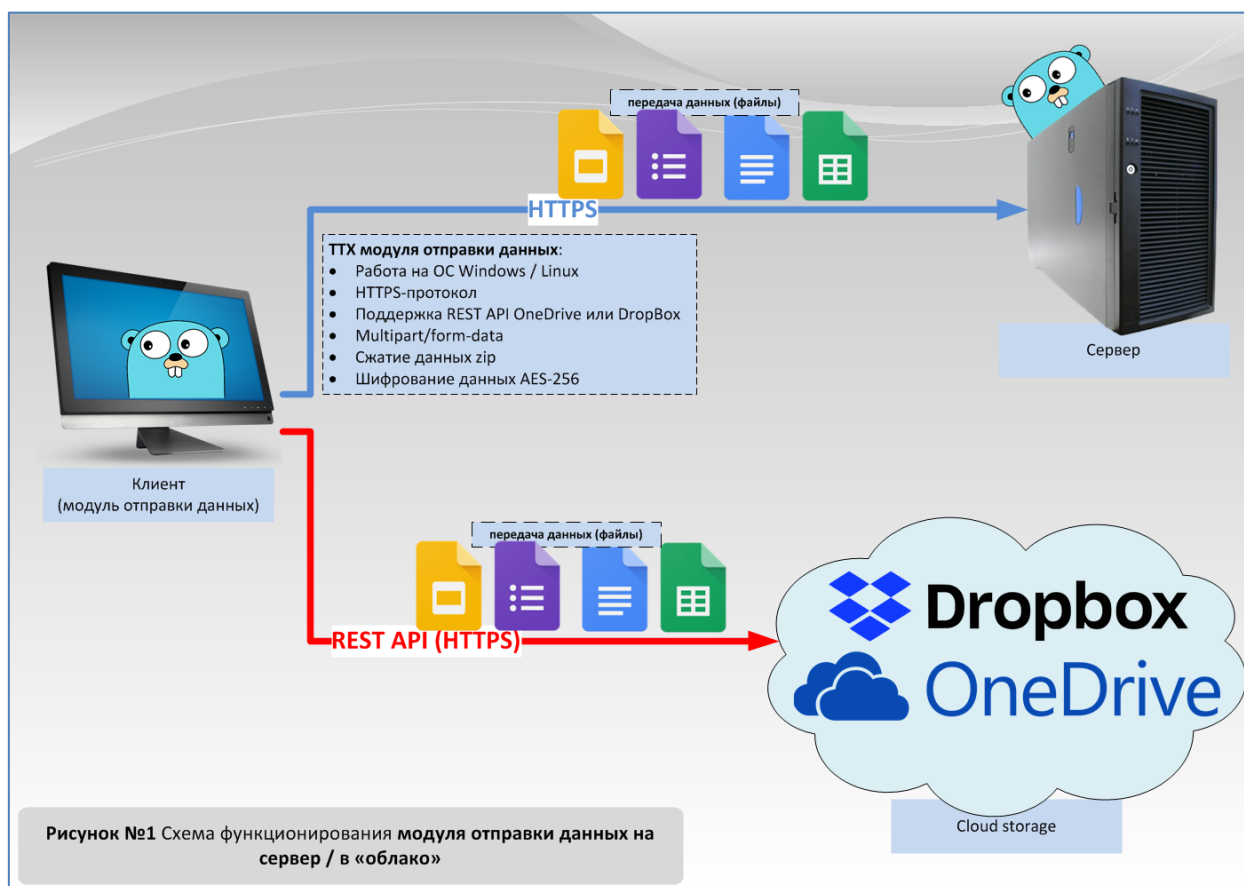 передача данных (файлы)
HTTPS
ТТХ модуля отправки данных:
• Работа на ОС Windows / Linux
• HTTPS-протокол
• Поддержка REST API OneDrive или DropBox
• Multipart/form-data
• Сжатие данных zip
• Шифрование данных AES-256
Сервер
Клиент
(модуль отправки данных)
передача данных (файлы)
REST API (HTTPS)
Dropbox
OneDrive
Cloud storage
Рисунок №1 Схема функционирования модуля отправки данных на
сервер / в «облако»